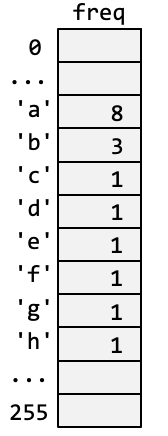 freq
0
...
'a' 8
'b' 3
'c' 1
'd' 1
'e' 1
'f' 1
'g' 1
'h' 1
...
255